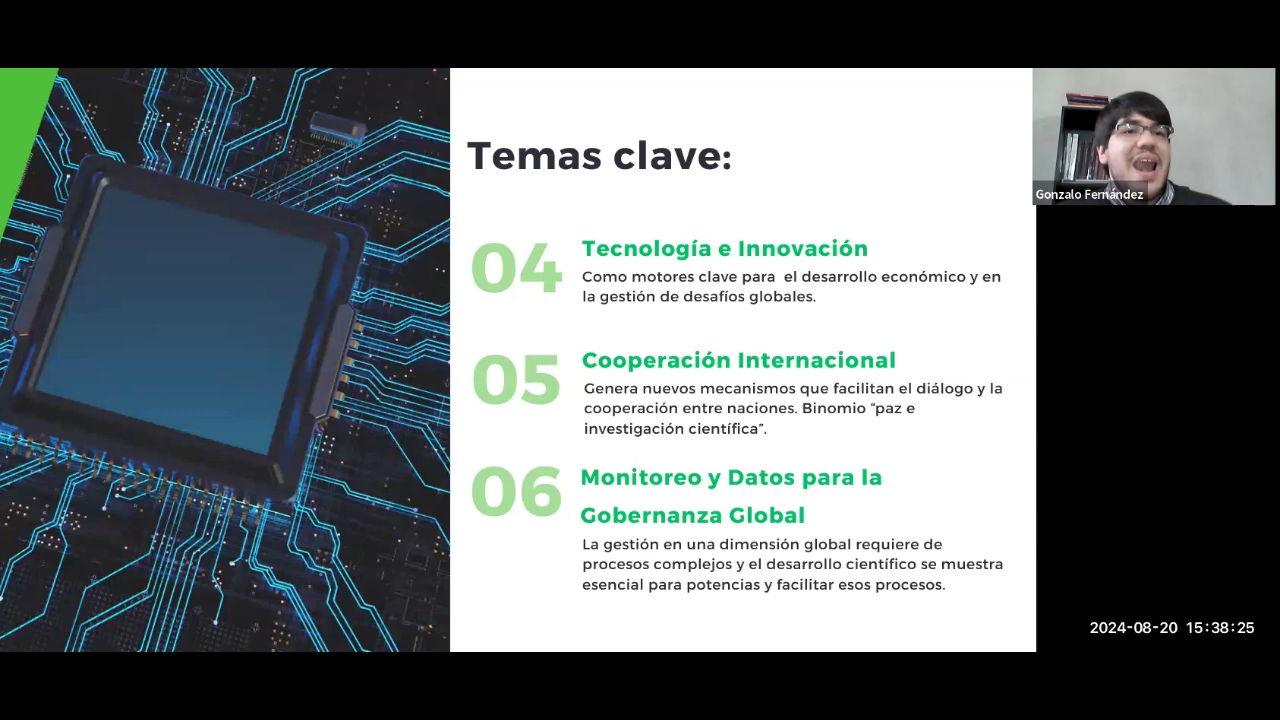 Temas clave:
04
Tecnología e Innovación
Como motores clave para  el desarrollo económico y en
la gestión de desafíos globales.
05
Cooperación Internacional
Genera nuevos mecanismos que facilitan el diálogo y la
cooperación entre naciones. Binomio “paz e
investigación científica”.
06
Monitoreo y Datos para la
Gobernanza Global
La gestión en una dimensión global requiere de
procesos complejos y el desarrollo científico se muestra
esencial para potencias y facilitar esos procesos.
Gonzalo Fernández
2024-08-20 15:38:25